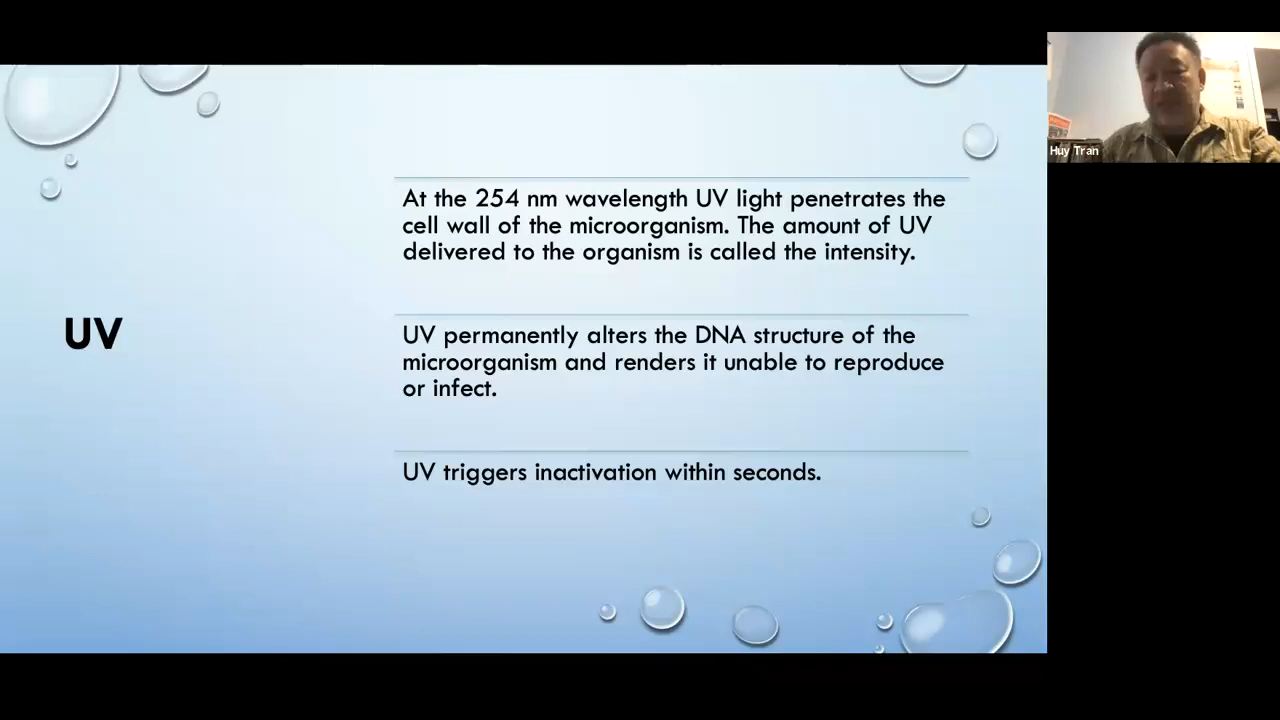 UV
At the 254 nm wavelength UV light penetrates the
cell wall of the microorganism. The amount of UV
delivered to the organism is called the intensity.
UV permanently alters the DNA structure of the
microorganism and renders it unable to reproduce
or infect.
UV triggers inactivation within seconds.
Huy Tran